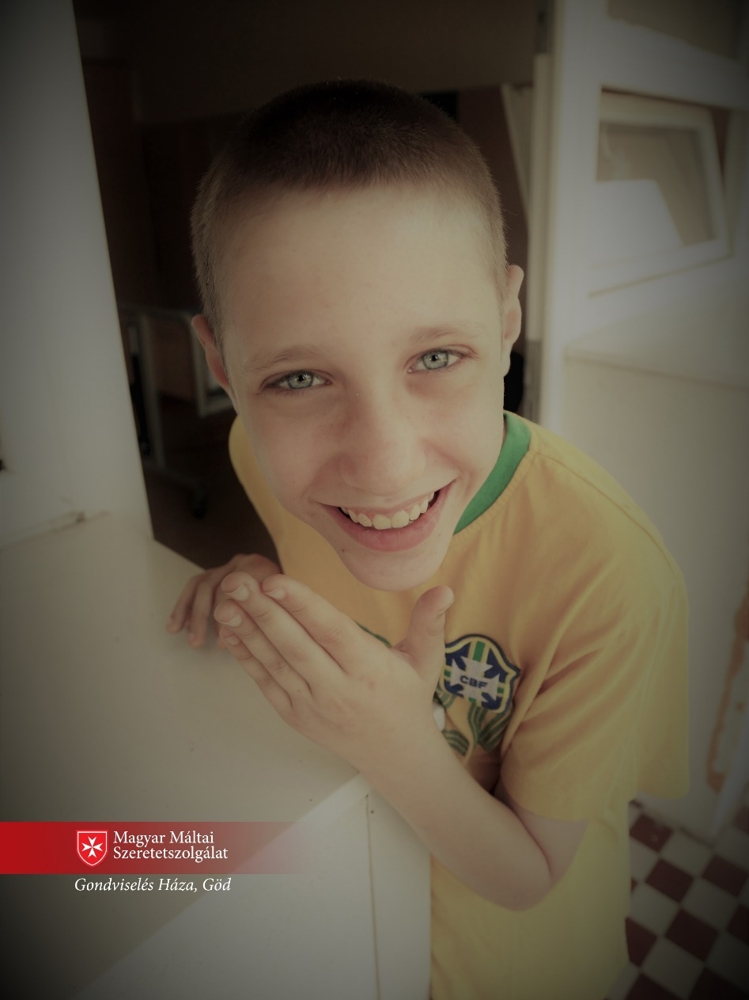 CBF
Magyar Máltai
Szeretetszolgálat
Gondviselés Háza, Göd